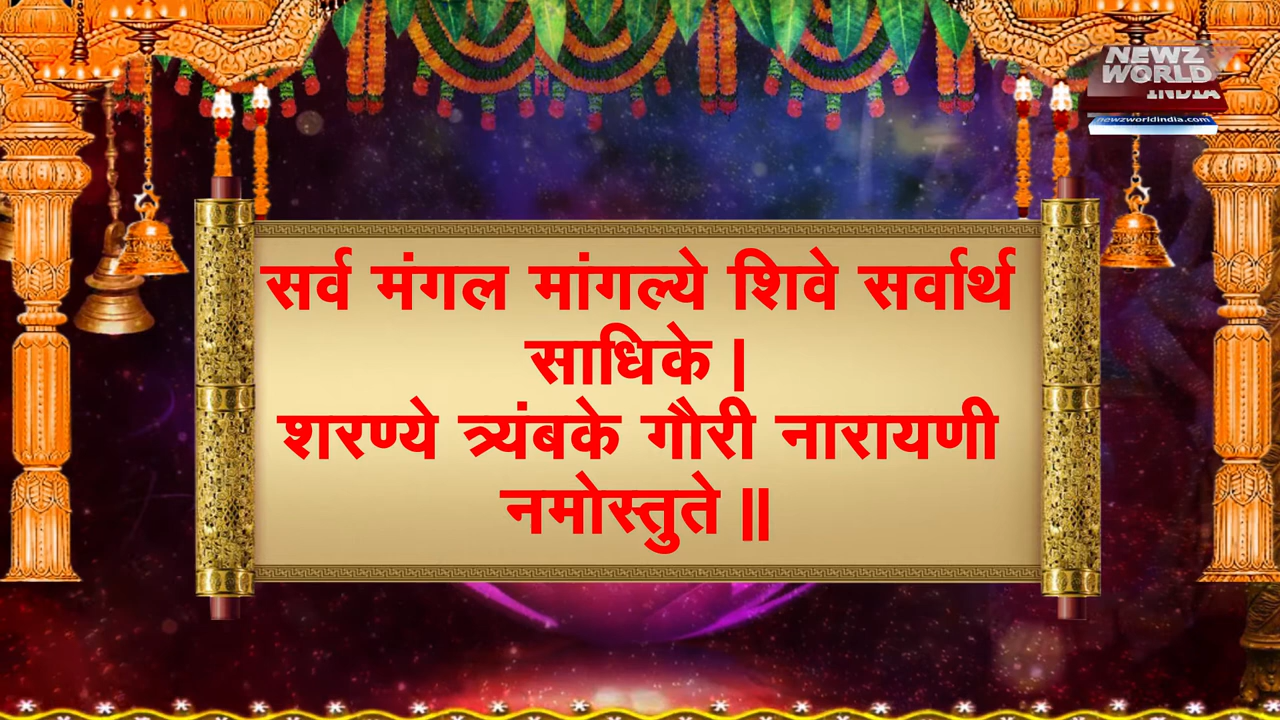 NEWZ
WORLD
INDIA
newzworldindia.com
सर्व मंगल मांगल्ये शिवे सर्वार्थ
साधिके |
शरण्ये त्र्यंबके गौरी नारायणी
नमोस्तुते ||